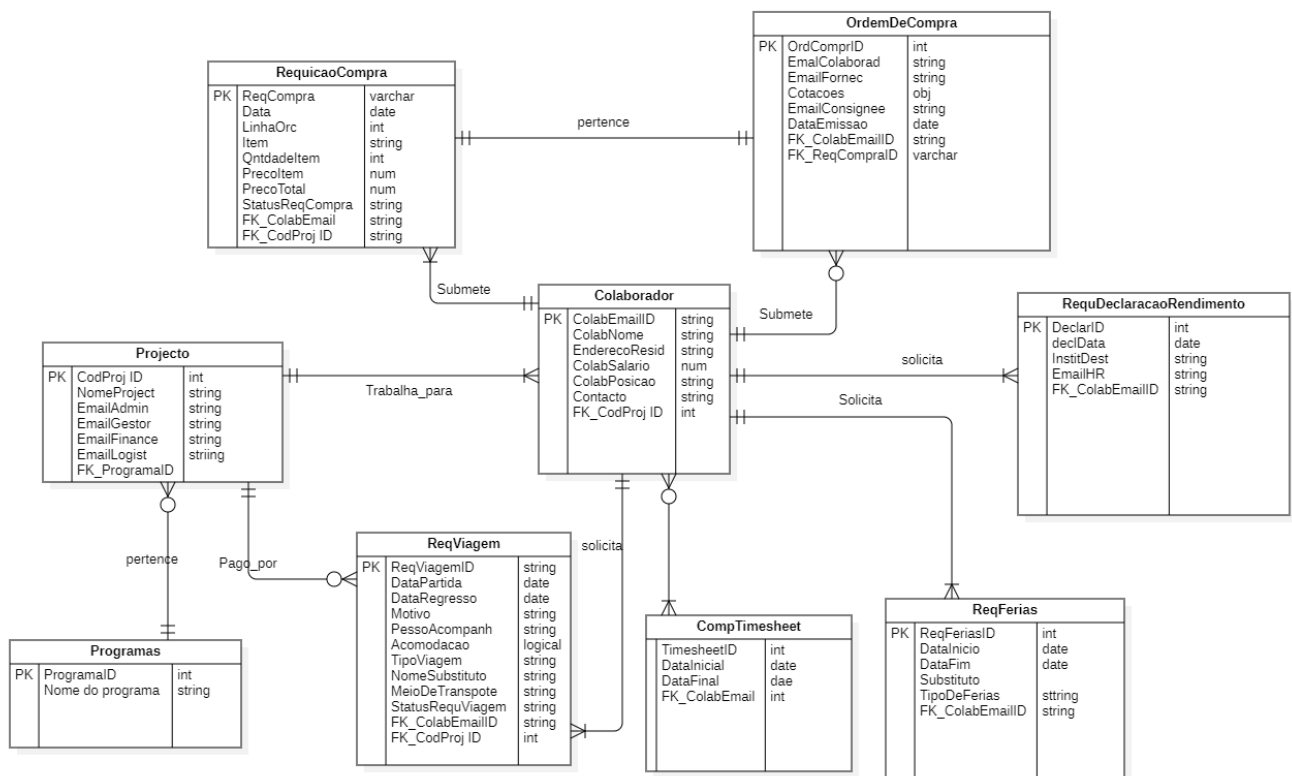 OrdemDeCompra
PK OrdComprID int
EmalColaborad string
EmailFornec string
Cotacoes obj
EmailConsignee string
DataEmissao date
FK_ColabEmailID string
FK_ReqCompraID varchar
RequicaoCompra
PK ReqCompra varchar
Data date
LinhaOrc int
Item string
QntdadeItem int
PrecoItem num
PrecoTotal num
StatusReqCompra string
FK_ColabEmail string
FK_CodProj ID string
pertence
Submete
Submete
Colaborador
PK ColabEmailID string
ColabNome string
EnderecoResid string
ColabSalario num
ColabPosicao string
Contacto string
FK_CodProj ID int
RequDeclaracaoRendimento
PK DeclarID int
declData date
InstitDest string
EmailHR string
FK_ColabEmailID string
solicita
Solicita
Projecto
PK CodProj ID int
NomeProject string
EmailAdmin string
EmailGestor string
EmailFinance string
EmailLogist striing
FK_ProgramaID
Trabalha_para
pertence
Pago_por
solicita
ReqViagem
PK ReqViagemID string
DataPartida date
DataRegresso date
Motivo string
PessoAcompanh string
Acomodacao logical
TipoViagem string
NomeSubstituto string
MeioDeTranspote string
StatusRequViagem string
FK_ColabEmailID string
FK_CodProj ID int
CompTimesheet
TimesheetID int
DataInicial date
DataFinal dae
FK_ColabEmail int
ReqFerias
PK ReqFeriasID int
DataInicio date
DataFim date
Substituto
TipoDeFerias sttring
FK_ColabEmailID string
Programas
PK ProgramaID int
Nome do programa string